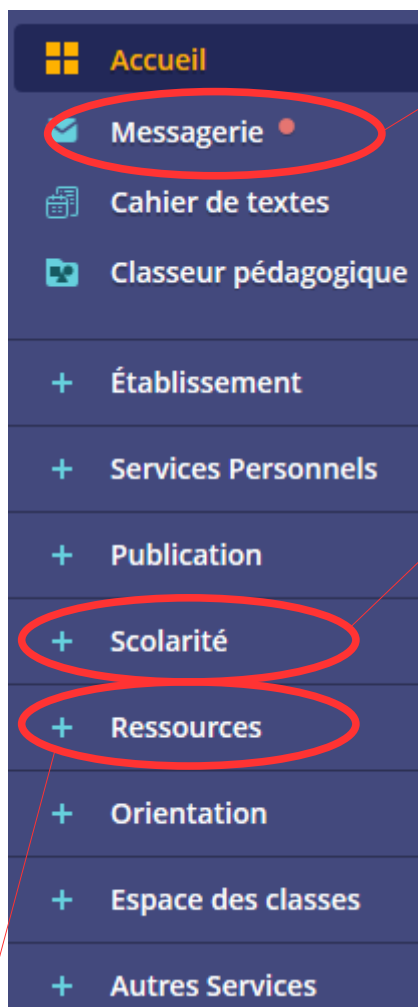 Accueil
Messagerie
Cahier de textes
Classeur pédagogique
+ Établissement
+ Services Personnels
+ Publication
+ Scolarité
+ Ressources
+ Orientation
+ Espace des classes
+ Autres Services